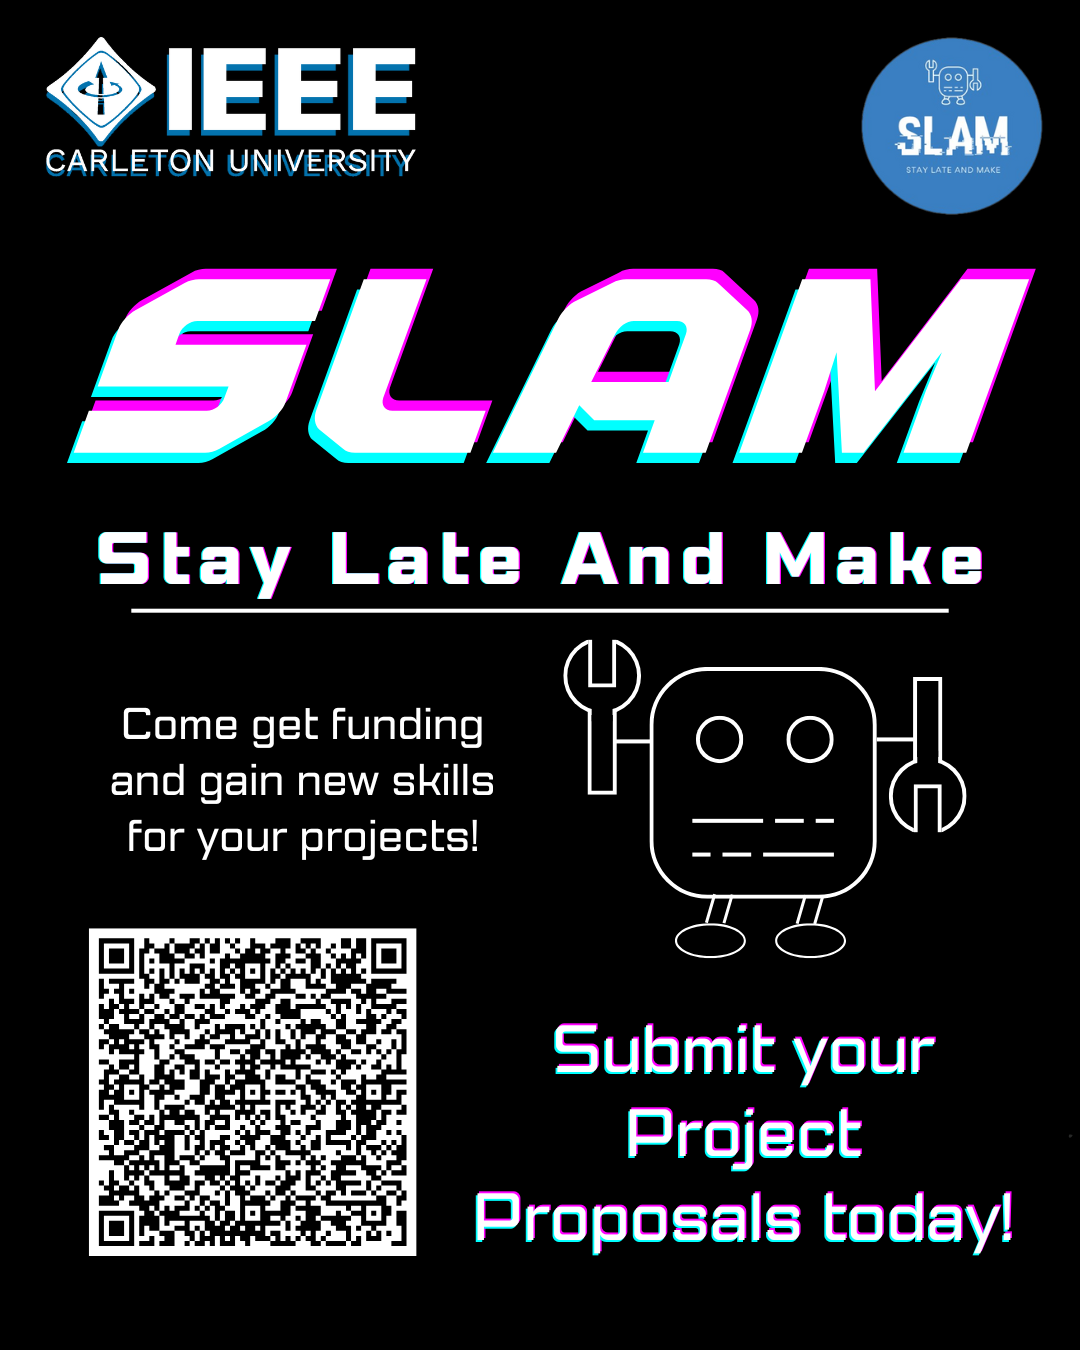 IEEE
CARLETON UNIVERSITY
SLAM
STAY LATE AND MAKE
SLAM
Stay Late And Make
Come get funding
and gain new skills
for your projects!
Submit your
Project
Proposals today!